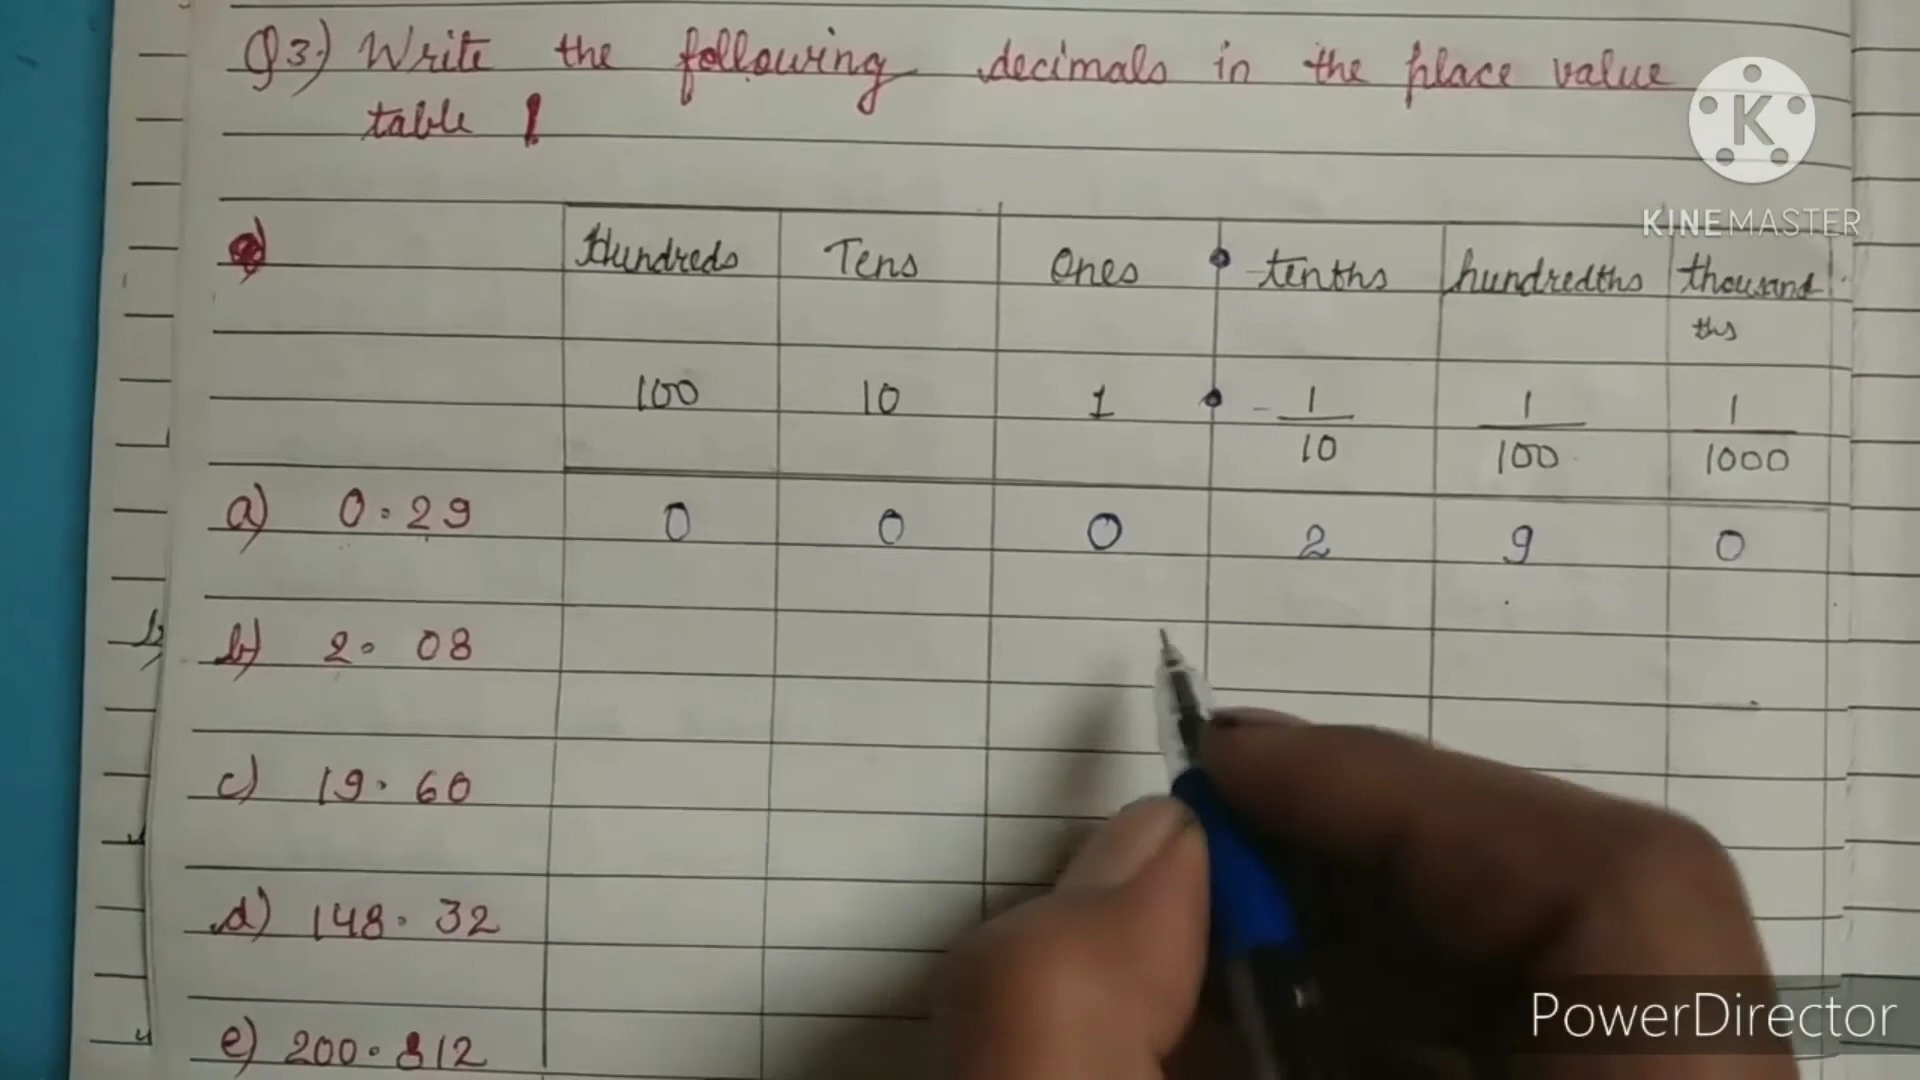 Q3) Write the following decimals in the place value
table !
K
KINEMASTER
Hundreds Tens Ones • tenths hundredths thousand
ths
100 10 1 • 1/10 1/100 1/1000
a) 0.29 0 0 0 2 9 0
b) 2.08
c) 19.60
d) 148.32
e) 200.812
PowerDirector